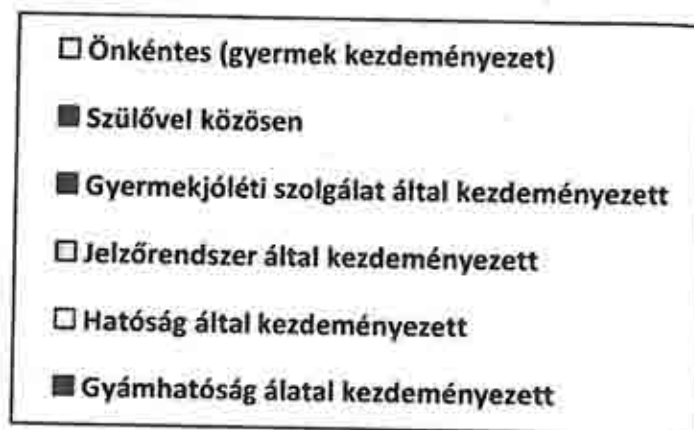 Önkéntes (gyermek kezdeményezet)
Szülővel közösen
Gyermekjóléti szolgálat által kezdeményezett
Jelzőrendszer által kezdeményezett
Hatóság által kezdeményezett
Gyámhatóság álatal kezdeményezett